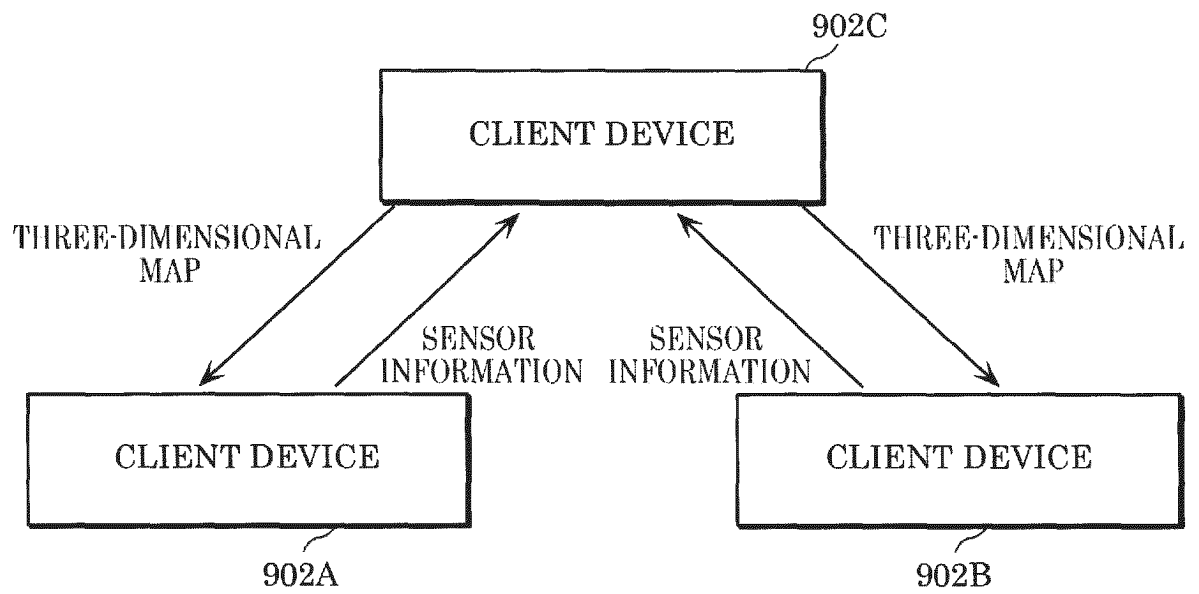 902C
CLIENT DEVICE
THREE-DIMENSIONAL
MAP
THREE-DIMENSIONAL
MAP
SENSOR
INFORMATION
SENSOR
INFORMATION
CLIENT DEVICE
CLIENT DEVICE
902A
902B